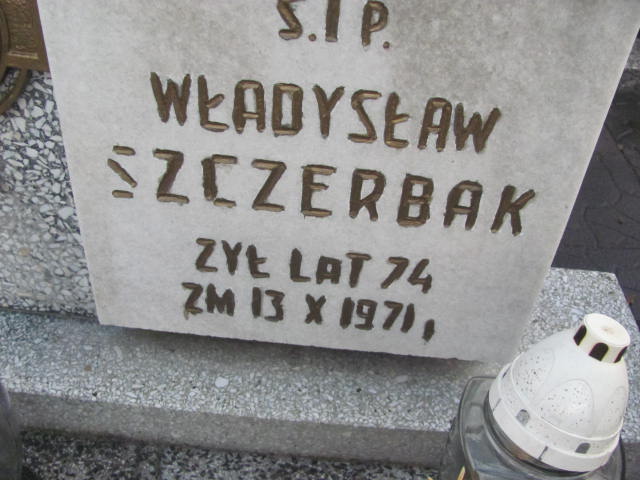 Ś.†P.
WŁADYSŁAW
SZCZERBAK
ŻYŁ LAT 74
ZM 13 X 1971,